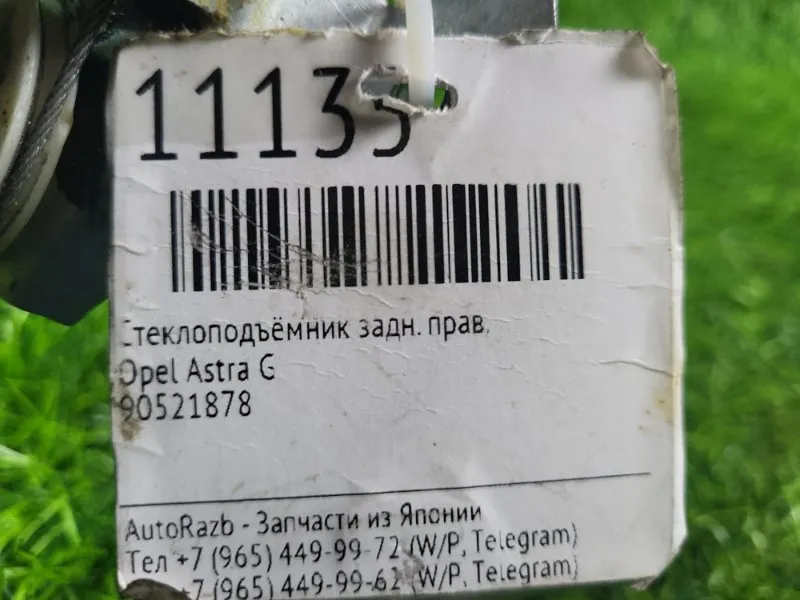 11135
Стеклоподъёмник задн. прав.
Opel Astra G
90521878
AutoRazb - Запчасти из Японии
Тел +7 (965) 449-99-72 (W/P, Telegram)
+7 (965) 449-99-62 (W/P, Telegram)